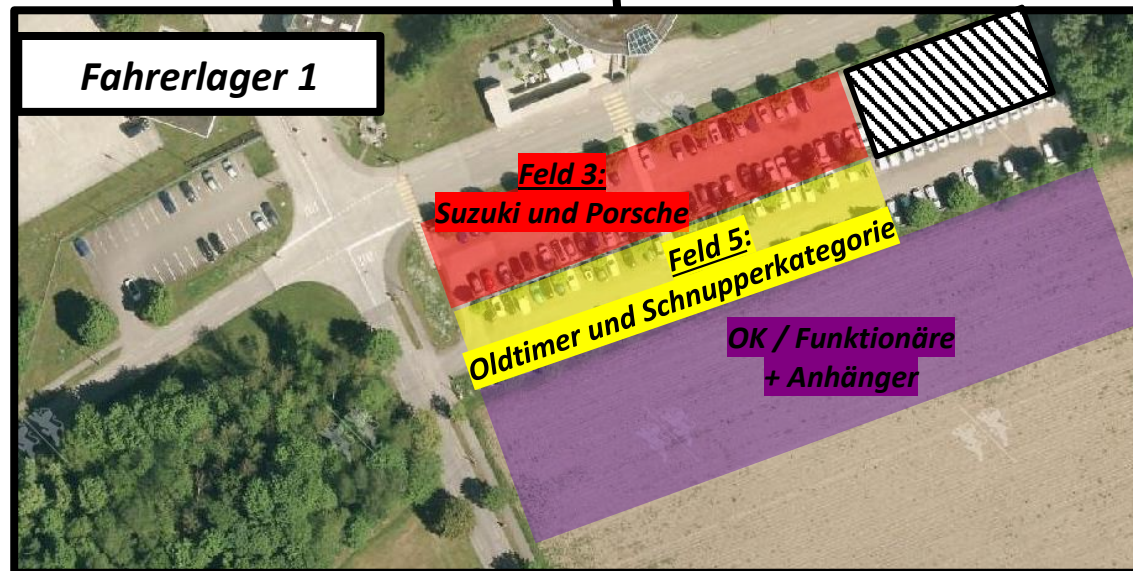 Fahrerlager 1
Feld 3:
Suzuki und Porsche
Feld 5:
Oldtimer und Schnupperkategorie
OK / Funktionäre
+ Anhänger